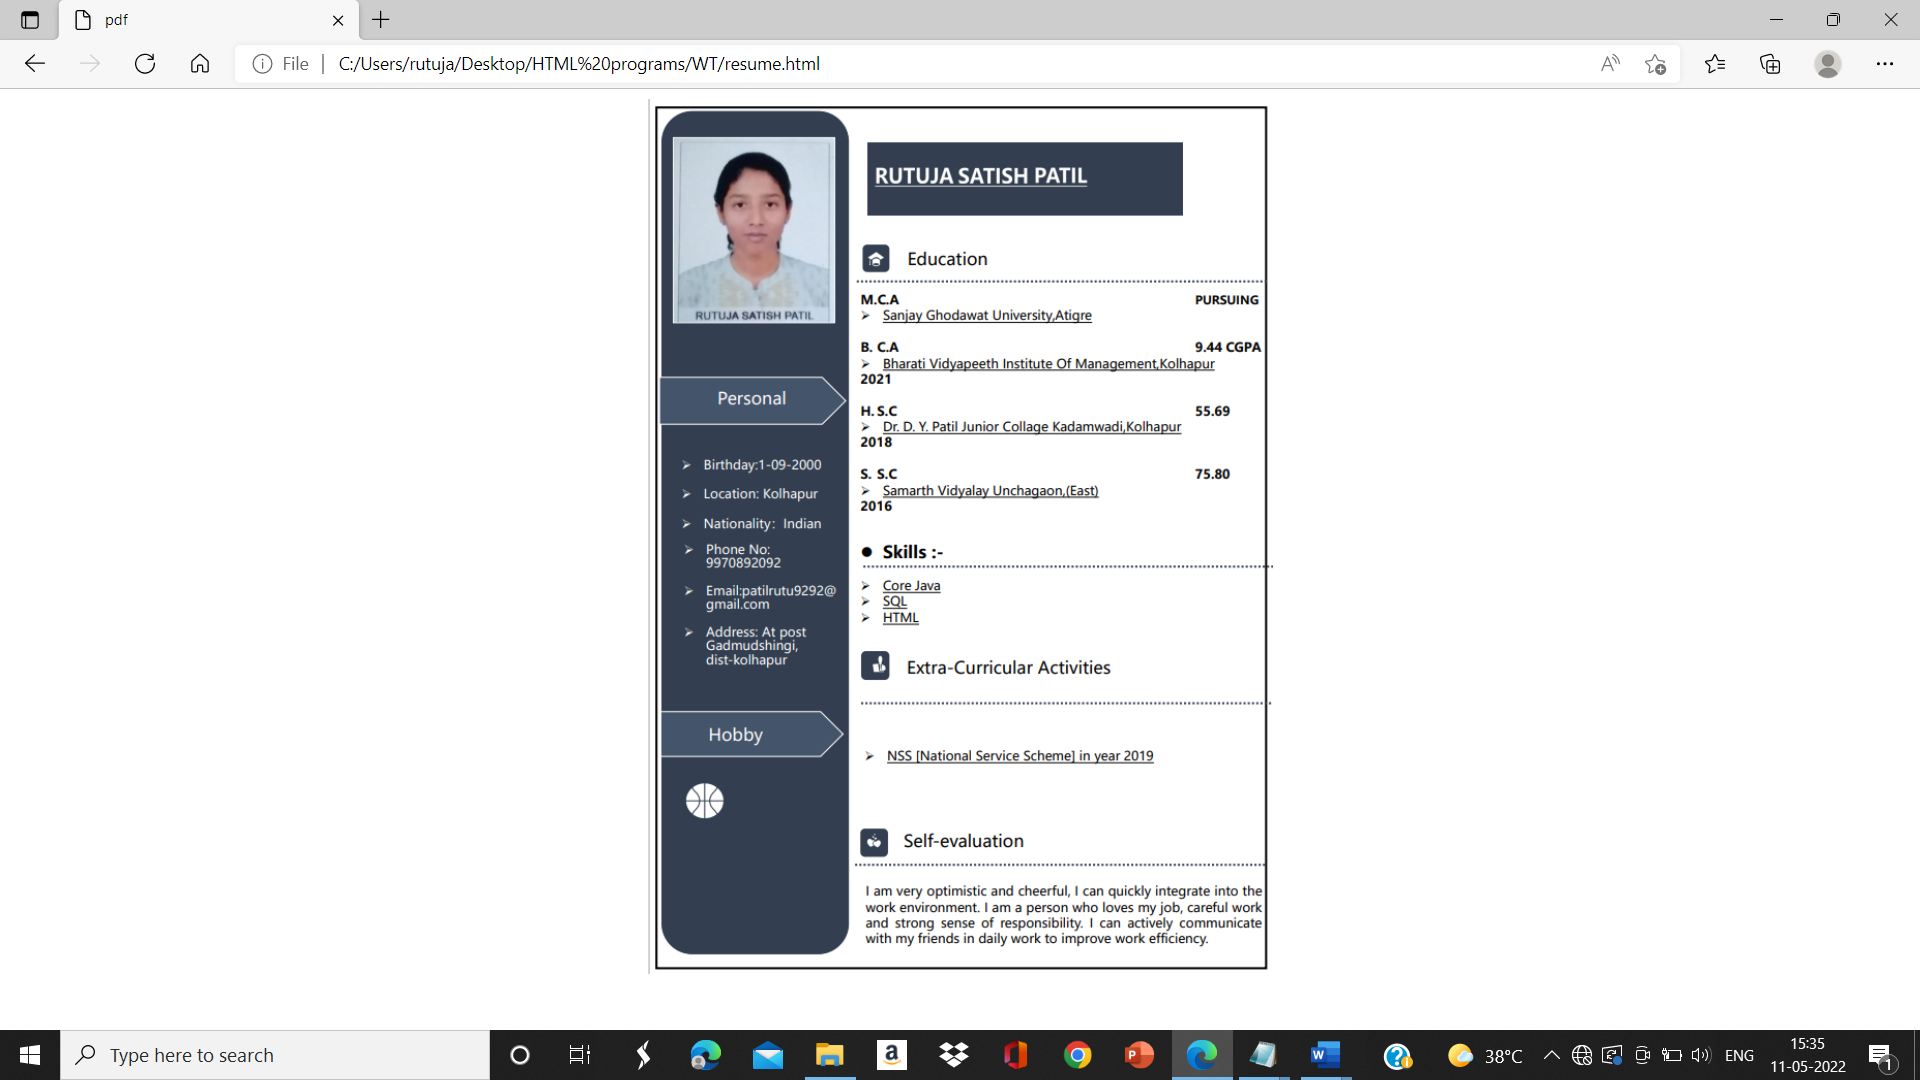 pdf
File
C:/Users/rutuja/Desktop/HTML%20programs/WT/resume.html
RUTUJA SATISH PATIL
Personal
➢ Birthday:1-09-2000
➢ Location: Kolhapur
➢ Nationality: Indian
➢ Phone No:
9970892092
➢ Email:patilrutu9292@
gmail.com
➢ Address: At post
Gadmudshingi,
dist-kolhapur
Hobby
RUTUJA SATISH PATIL
Education
M.C.A PURSUING
➢ Sanjay Ghodawat University,Atigre
B. C.A 9.44 CGPA
➢ Bharati Vidyapeeth Institute Of Management,Kolhapur
2021
H. S.C 55.69
➢ Dr. D. Y. Patil Junior Collage Kadamwadi,Kolhapur
2018
S. S.C 75.80
➢ Samarth Vidyalay Unchagaon,(East)
2016
● Skills :-
➢ Core Java
➢ SQL
➢ HTML
Extra-Curricular Activities
➢ NSS [National Service Scheme] in year 2019
Self-evaluation
I am very optimistic and cheerful, I can quickly integrate into the
work environment. I am a person who loves my job, careful work
and strong sense of responsibility. I can actively communicate
with my friends in daily work to improve work efficiency.
Type here to search
38°C
ENG
15:35
11-05-2022
1